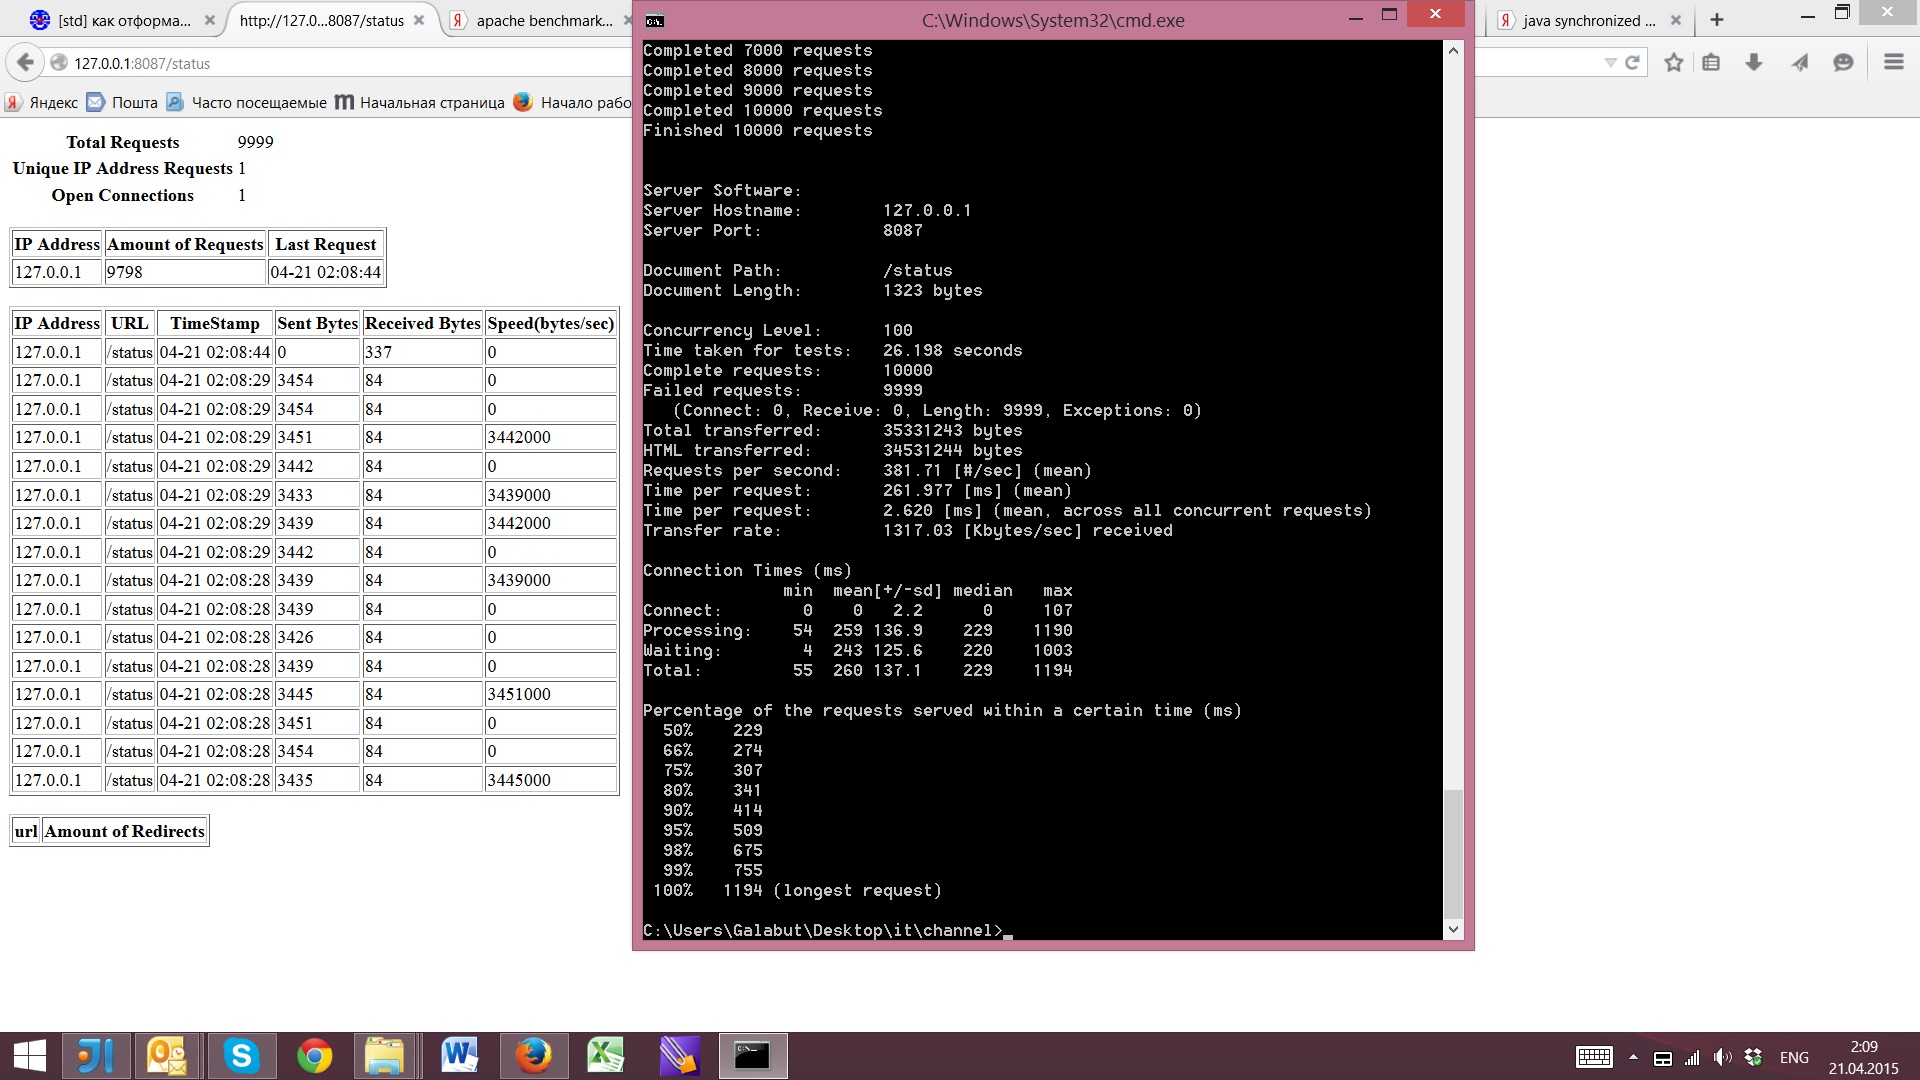 [std] как отформа...
http://127.0...8087/status
apache benchmark...
C:\Windows\System32\cmd.exe
java synchronized ...
127.0.0.1:8087/status
Яндекс Пошта Часто посещаемые Начальная страница Начало рабо
Total Requests 9999
Unique IP Address Requests 1
Open Connections 1
IP Address Amount of Requests Last Request
127.0.0.1 9798 04-21 02:08:44
IP Address URL TimeStamp Sent Bytes Received Bytes Speed(bytes/sec)
127.0.0.1 /status 04-21 02:08:44 0 337 0
127.0.0.1 /status 04-21 02:08:29 3454 84 0
127.0.0.1 /status 04-21 02:08:29 3454 84 0
127.0.0.1 /status 04-21 02:08:29 3451 84 3442000
127.0.0.1 /status 04-21 02:08:29 3442 84 0
127.0.0.1 /status 04-21 02:08:29 3433 84 3439000
127.0.0.1 /status 04-21 02:08:29 3439 84 3442000
127.0.0.1 /status 04-21 02:08:29 3442 84 0
127.0.0.1 /status 04-21 02:08:28 3439 84 3439000
127.0.0.1 /status 04-21 02:08:28 3439 84 0
127.0.0.1 /status 04-21 02:08:28 3426 84 0
127.0.0.1 /status 04-21 02:08:28 3439 84 0
127.0.0.1 /status 04-21 02:08:28 3445 84 3451000
127.0.0.1 /status 04-21 02:08:28 3451 84 0
127.0.0.1 /status 04-21 02:08:28 3454 84 0
127.0.0.1 /status 04-21 02:08:28 3435 84 3445000
url Amount of Redirects
Completed 7000 requests
Completed 8000 requests
Completed 9000 requests
Completed 10000 requests
Finished 10000 requests
Server Software:
Server Hostname: 127.0.0.1
Server Port: 8087
Document Path: /status
Document Length: 1323 bytes
Concurrency Level: 100
Time taken for tests: 26.198 seconds
Complete requests: 10000
Failed requests: 9999
(Connect: 0, Receive: 0, Length: 9999, Exceptions: 0)
Total transferred: 35331243 bytes
HTML transferred: 34531244 bytes
Requests per second: 381.71 [#/sec] (mean)
Time per request: 261.977 [ms] (mean)
Time per request: 2.620 [ms] (mean, across all concurrent requests)
Transfer rate: 1317.03 [Kbytes/sec] received
Connection Times (ms)
min mean[+/-sd] median max
Connect: 0 0 2.2 0 107
Processing: 54 259 136.9 229 1190
Waiting: 4 243 125.6 220 1003
Total: 55 260 137.1 229 1194
Percentage of the requests served within a certain time (ms)
50% 229
66% 274
75% 307
80% 341
90% 414
95% 509
98% 675
99% 755
100% 1194 (longest request)
C:\Users\Galabut\Desktop\it\channel>_
ENG
2:09
21.04.2015